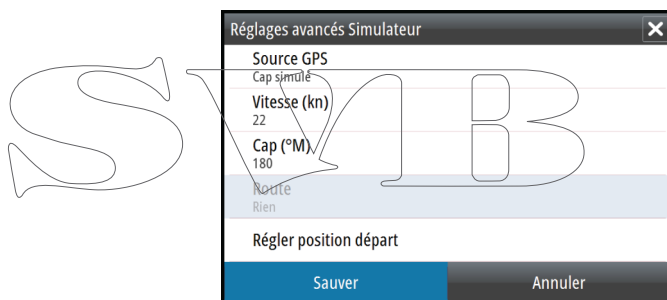 Réglages avancés Simulateur
Source GPS
Cap simulé
Vitesse (kn)
22
Cap (°M)
180
Route
Rien
Régler position départ
Sauver
Annuler
SVB